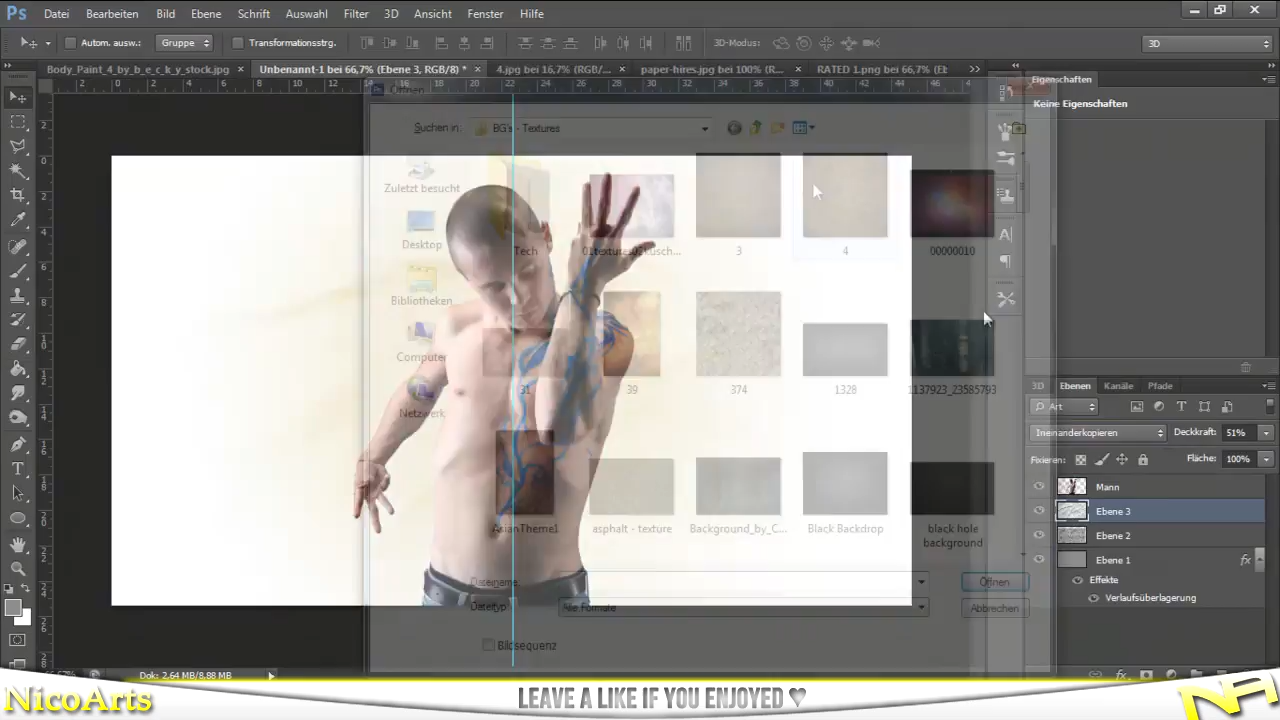 Ps Datei Bearbeiten Bild Ebene Schrift Auswahl Filter 3D Ansicht Fenster Hilfe
Autom. ausw.: Gruppe Transformationsstrg. 3D-Modus: 3D
Body_Paint_4_by_b_e_c_k_y_stock.jpg × Unbenannt-1 bei 66,7% (Ebene 3, RGB/8) * × 4.jpg bei 16,7% (RGB/... × paper-hires.jpg bei 100% (R... × RATED 1.png bei 66,7% (Eb
Eigenschaften
Keine Eigenschaften
Öffnen
Suchen in: BG's - Textures
Zuletzt besucht
Desktop
Bibliotheken
Computer
Netzwerk
Tech 01textures02kusch... 3 4 00000010
31 39 374 1328 1137923_23585793
AsianTheme1 asphalt - texture Background_by_C... Black Backdrop black hole background
Dateiname: Öffnen
Dateityp: Alle Formate Abbrechen
Bildsequenz
3D Ebenen Kanäle Pfade
Art
Ineinanderkopieren Deckkraft: 51%
Fixieren: Fläche: 100%
Mann
Ebene 3
Ebene 2
Ebene 1 fx
Effekte
Verlaufsüberlagerung
Dok: 2.64 MB/8.88 MB
NicoArts LEAVE A LIKE IF YOU ENJOYED ♥ NA